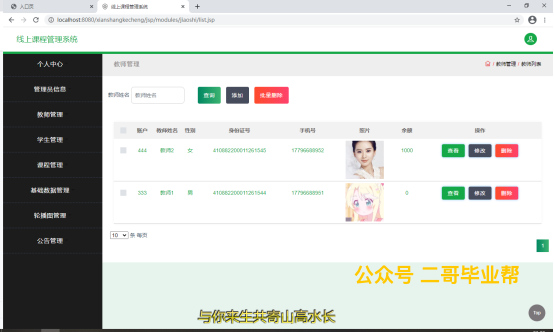 入口页
线上课程管理系统
localhost:8080/xianshangkecheng/jsp/modules/jiaoshi/list.jsp
线上课程管理系统
个人中心
管理员信息
教师管理
学生管理
课程管理
基础数据管理
轮播图管理
公告管理
教师管理
/ 教师管理 / 教师列表
教师姓名 教师姓名 查询 添加 批量删除
账户 教师姓名 性别 身份证号 手机号 照片 余额 操作
444 教师2 女 410882200011261545 17796688952 1000 查看 修改 删除
333 教师1 男 410882200011261544 17796688951 0 查看 修改 删除
10 条 每页
1
公众号 二哥毕业帮
与你来生共寄山高水长
Top